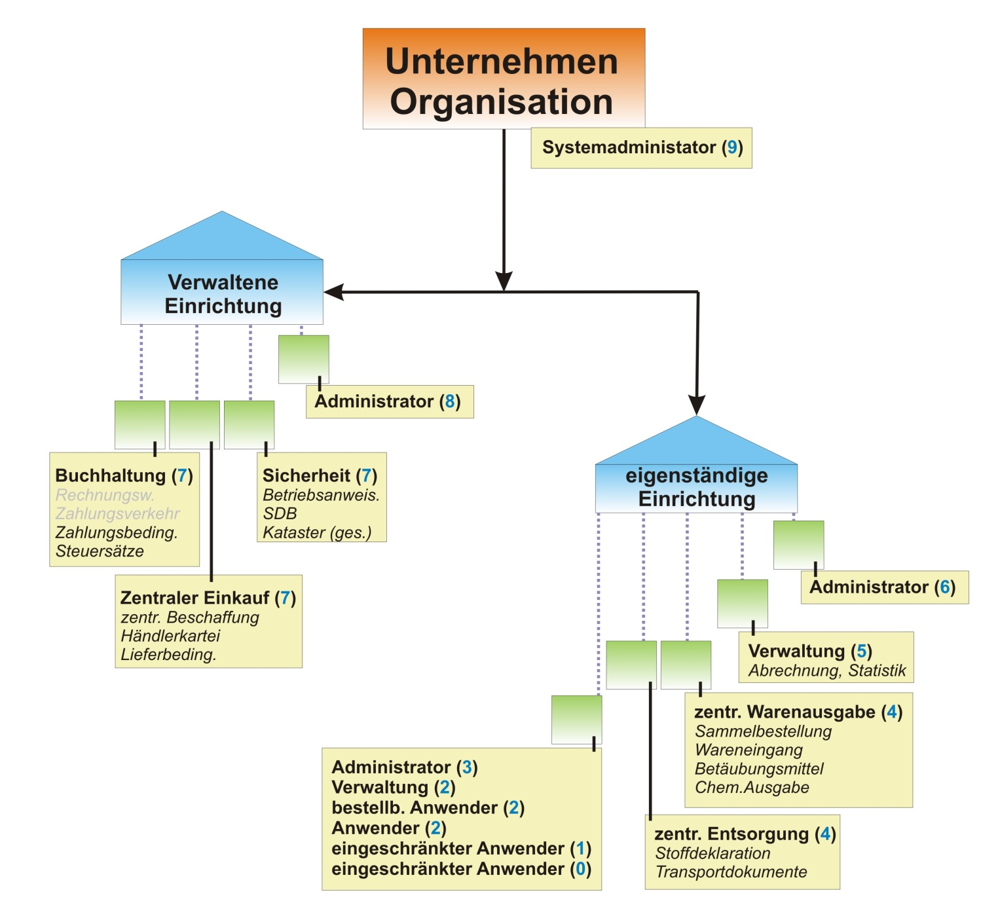 Unternehmen
Organisation
Systemadministator (9)
Verwaltene
Einrichtung
Administrator (8)
Buchhaltung (7)
Rechnungsw.
Zahlungsverkehr
Zahlungsbeding.
Steuersätze
Sicherheit (7)
Betriebsanweis.
SDB
Kataster (ges.)
Zentraler Einkauf (7)
zentr. Beschaffung
Händlerkartei
Lieferbeding.
eigenständige
Einrichtung
Administrator (6)
Verwaltung (5)
Abrechnung, Statistik
zentr. Warenausgabe (4)
Sammelbestellung
Wareneingang
Betäubungsmittel
Chem.Ausgabe
zentr. Entsorgung (4)
Stoffdeklaration
Transportdokumente
Administrator (3)
Verwaltung (2)
bestellb. Anwender (2)
Anwender (2)
eingeschränkter Anwender (1)
eingeschränkter Anwender (0)